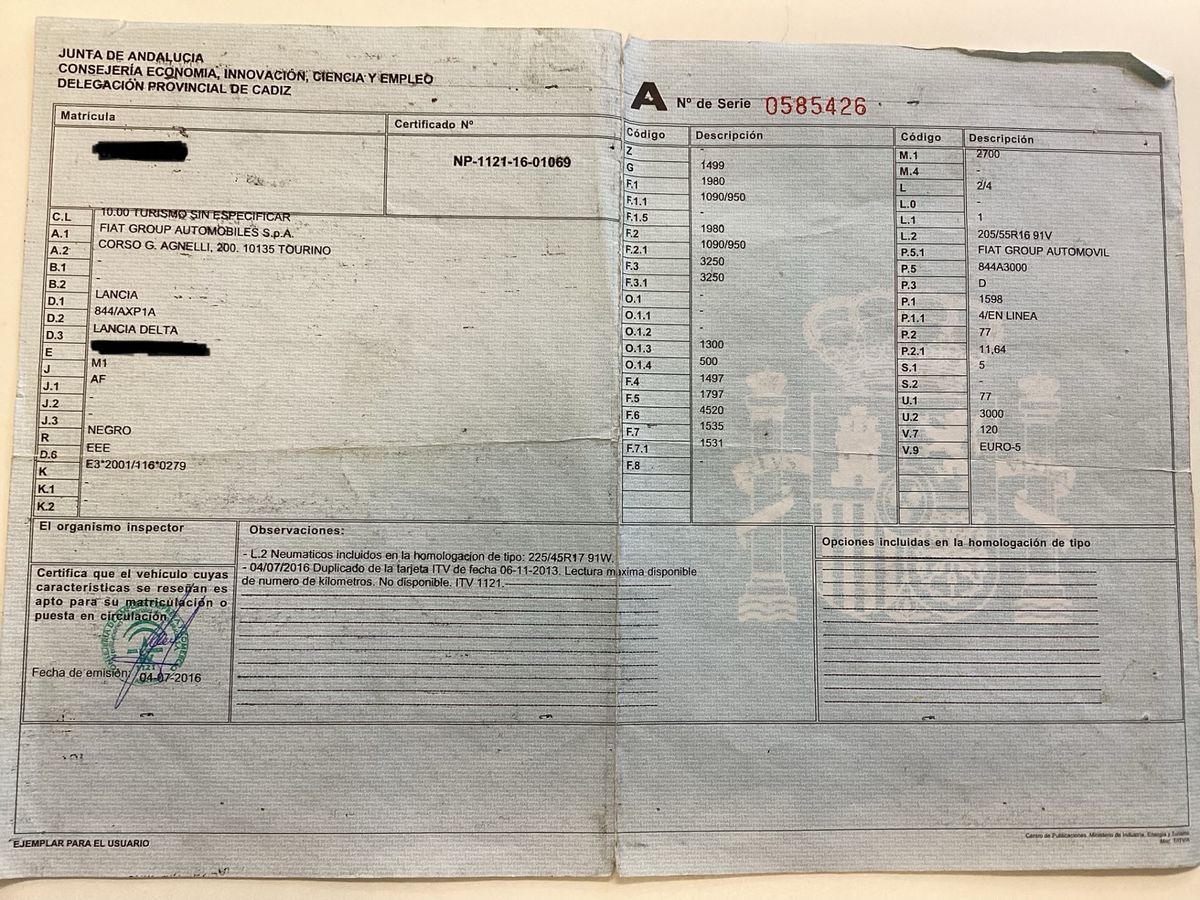 JUNTA DE ANDALUCIA
CONSEJERÍA ECONOMIA, INNOVACIÓN, CIENCIA Y EMPLEO
DELEGACIÓN PROVINCIAL DE CADIZ
A Nº de Serie 0585426
Matrícula
Certificado Nº
NP-1121-16-01069
C.L 10.00 TURISMO SIN ESPECIFICAR
A.1 FIAT GROUP AUTOMOBILES S.p.A.
A.2 CORSO G. AGNELLI, 200. 10135 TOURINO
B.1 -
B.2 -
D.1 LANCIA
D.2 844/AXP1A
D.3 LANCIA DELTA
E
J M1
J.1 AF
J.2 -
J.3 -
R NEGRO
D.6 EEE
K E3*2001/116*0279
K.1 -
K.2 -
Código Descripción
Z -
G 1499
F.1 1980
F.1.1 1090/950
F.1.5 -
F.2 1980
F.2.1 1090/950
F.3 3250
F.3.1 3250
O.1 -
O.1.1 -
O.1.2 -
O.1.3 1300
O.1.4 500
F.4 1497
F.5 1797
F.6 4520
F.7 1535
F.7.1 1531
F.8 -
Código Descripción
M.1 2700
M.4 -
L 2/4
L.0 -
L.1 1
L.2 205/55R16 91V
P.5.1 FIAT GROUP AUTOMOVIL
P.5 844A3000
P.3 D
P.1 1598
P.1.1 4/EN LINEA
P.2 77
P.2.1 11,64
S.1 5
S.2 -
U.1 77
U.2 3000
V.7 120
V.9 EURO-5
El organismo inspector
Certifica que el vehículo cuyas
características se reseñan es
apto para su matriculación o
puesta en circulación
Fecha de emisión: 04-07-2016
Observaciones:
- L.2 Neumaticos incluidos en la homologacion de tipo: 225/45R17 91W.
- 04/07/2016 Duplicado de la tarjeta ITV de fecha 06-11-2013. Lectura maxima disponible
de numero de kilometros. No disponible. ITV 1121.
Opciones incluidas en la homologación de tipo
EJEMPLAR PARA EL USUARIO
Centro de Publicaciones. Ministerio de Industria, Energía y Turismo